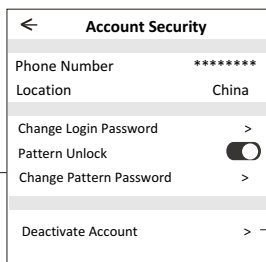 Account Security
Phone Number ********
Location China
Change Login Password >
Pattern Unlock
Change Pattern Password >
Deactivate Account >